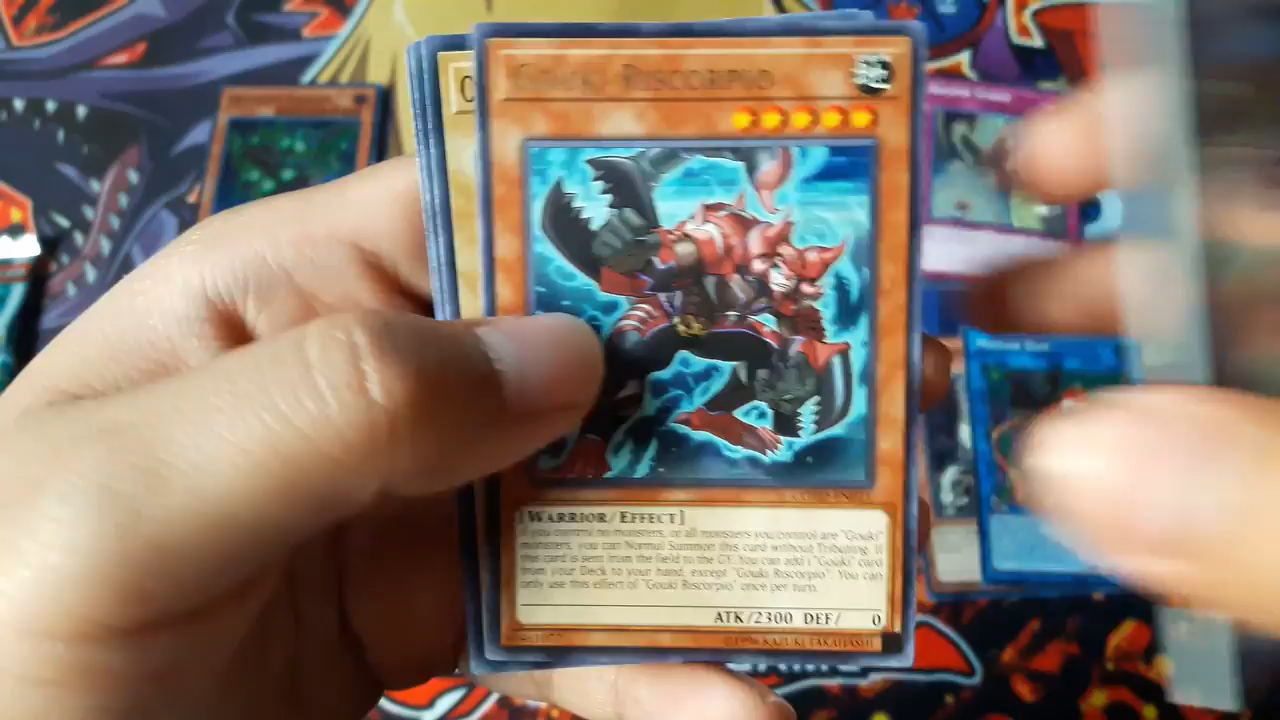 Gouki Riscorpio
[Warrior/Effect]
If you control no monsters, or all monsters you control are "Gouki"
monsters, you can Normal Summon this card without Tributing. If
this card is sent from the field to the GY: You can add 1 "Gouki" card
from your Deck to your hand, except "Gouki Riscorpio". You can
only use this effect of "Gouki Riscorpio" once per turn.
ATK/2300 DEF/ 0
©1996 KAZUKI TAKAHASHI